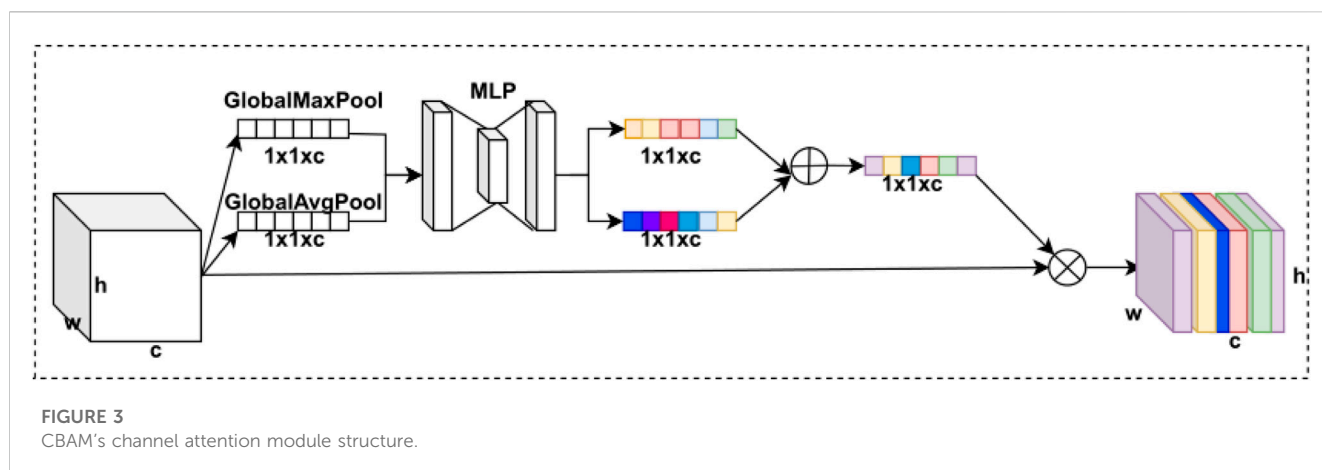 GlobalMaxPool
1x1xc
GlobalAvgPool
1x1xc
MLP
1x1xc
1x1xc
1x1xc
h
w
c
h
w
c
FIGURE 3
CBAM's channel attention module structure.